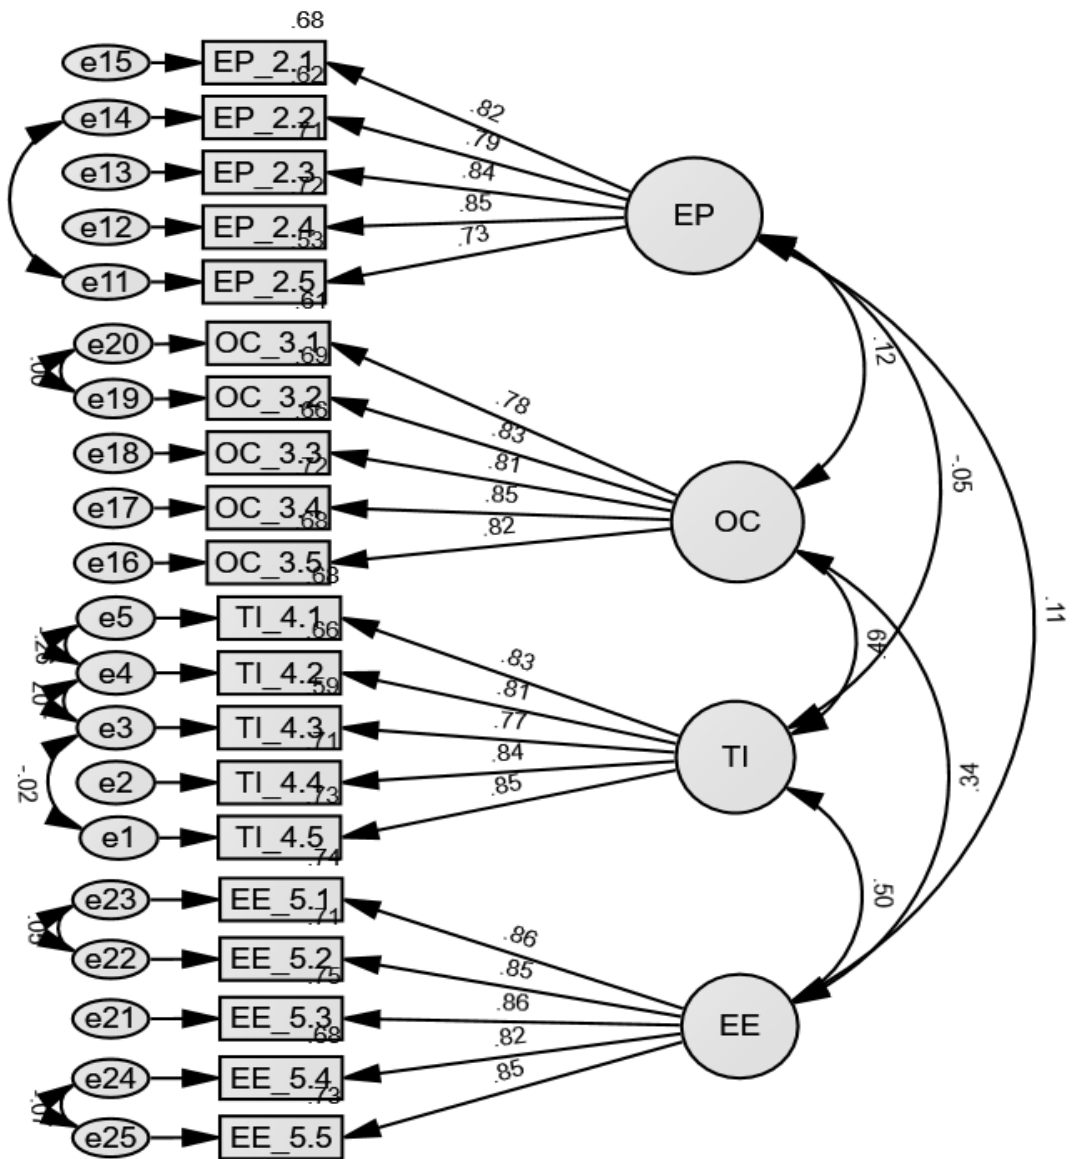 .68
e15 EP_2.1 .82
.62
e14 EP_2.2 .79
.71
e13 EP_2.3 .84
.72
e12 EP_2.4 .85
.53
e11 EP_2.5 .73
EP
.61
e20 OC_3.1 .78
.69
e19 OC_3.2 .83
.66
e18 OC_3.3 .81
.72
e17 OC_3.4 .85
.68
e16 OC_3.5 .82
OC
.12
-.05
.11
.68
e5 TI_4.1 .83
.66
e4 TI_4.2 .81
.59
e3 TI_4.3 .77
.71
e2 TI_4.4 .84
.73
e1 TI_4.5 .85
-.02
TI
.64
.34
.50
.74
e23 EE_5.1 .86
.71
e22 EE_5.2 .85
.75
e21 EE_5.3 .86
.68
e24 EE_5.4 .82
.73
e25 EE_5.5 .85
EE